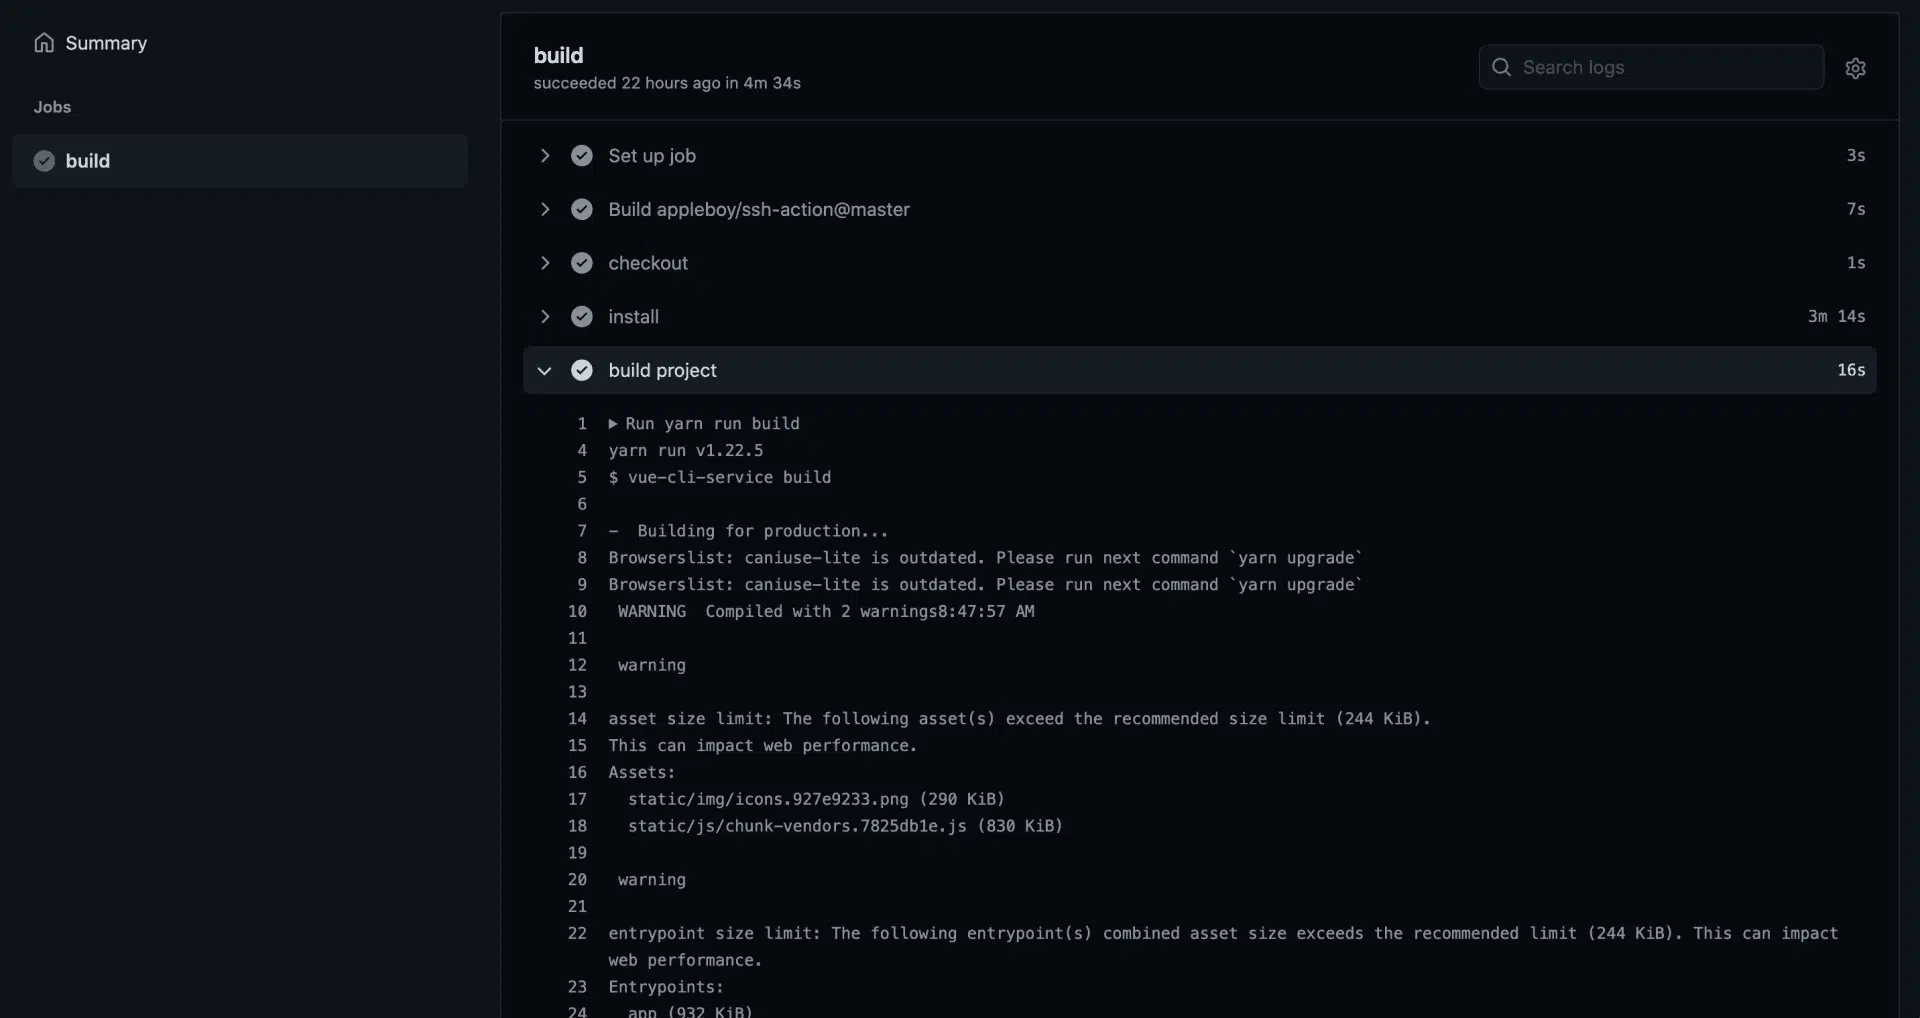 Summary
Jobs
build
build
succeeded 22 hours ago in 4m 34s
Search logs
Set up job 3s
Build appleboy/ssh-action@master 7s
checkout 1s
install 3m 14s
build project 16s
1 Run yarn run build
4 yarn run v1.22.5
5 $ vue-cli-service build
6
7 -  Building for production...
8 Browserslist: caniuse-lite is outdated. Please run next command `yarn upgrade`
9 Browserslist: caniuse-lite is outdated. Please run next command `yarn upgrade`
10 WARNING  Compiled with 2 warnings8:47:57 AM
11
12 warning
13
14 asset size limit: The following asset(s) exceed the recommended size limit (244 KiB).
15 This can impact web performance.
16 Assets:
17 static/img/icons.927e9233.png (290 KiB)
18 static/js/chunk-vendors.7825db1e.js (830 KiB)
19
20 warning
21
22 entrypoint size limit: The following entrypoint(s) combined asset size exceeds the recommended limit (244 KiB). This can impact
web performance.
23 Entrypoints:
24 app (932 KiB)